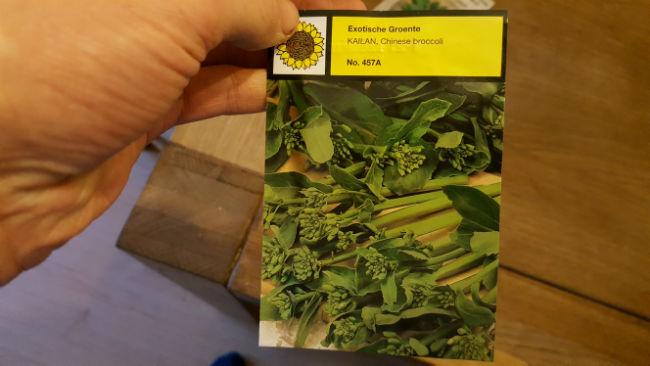 Exotische Groente
KAILAN, Chinese broccoli
No. 457A